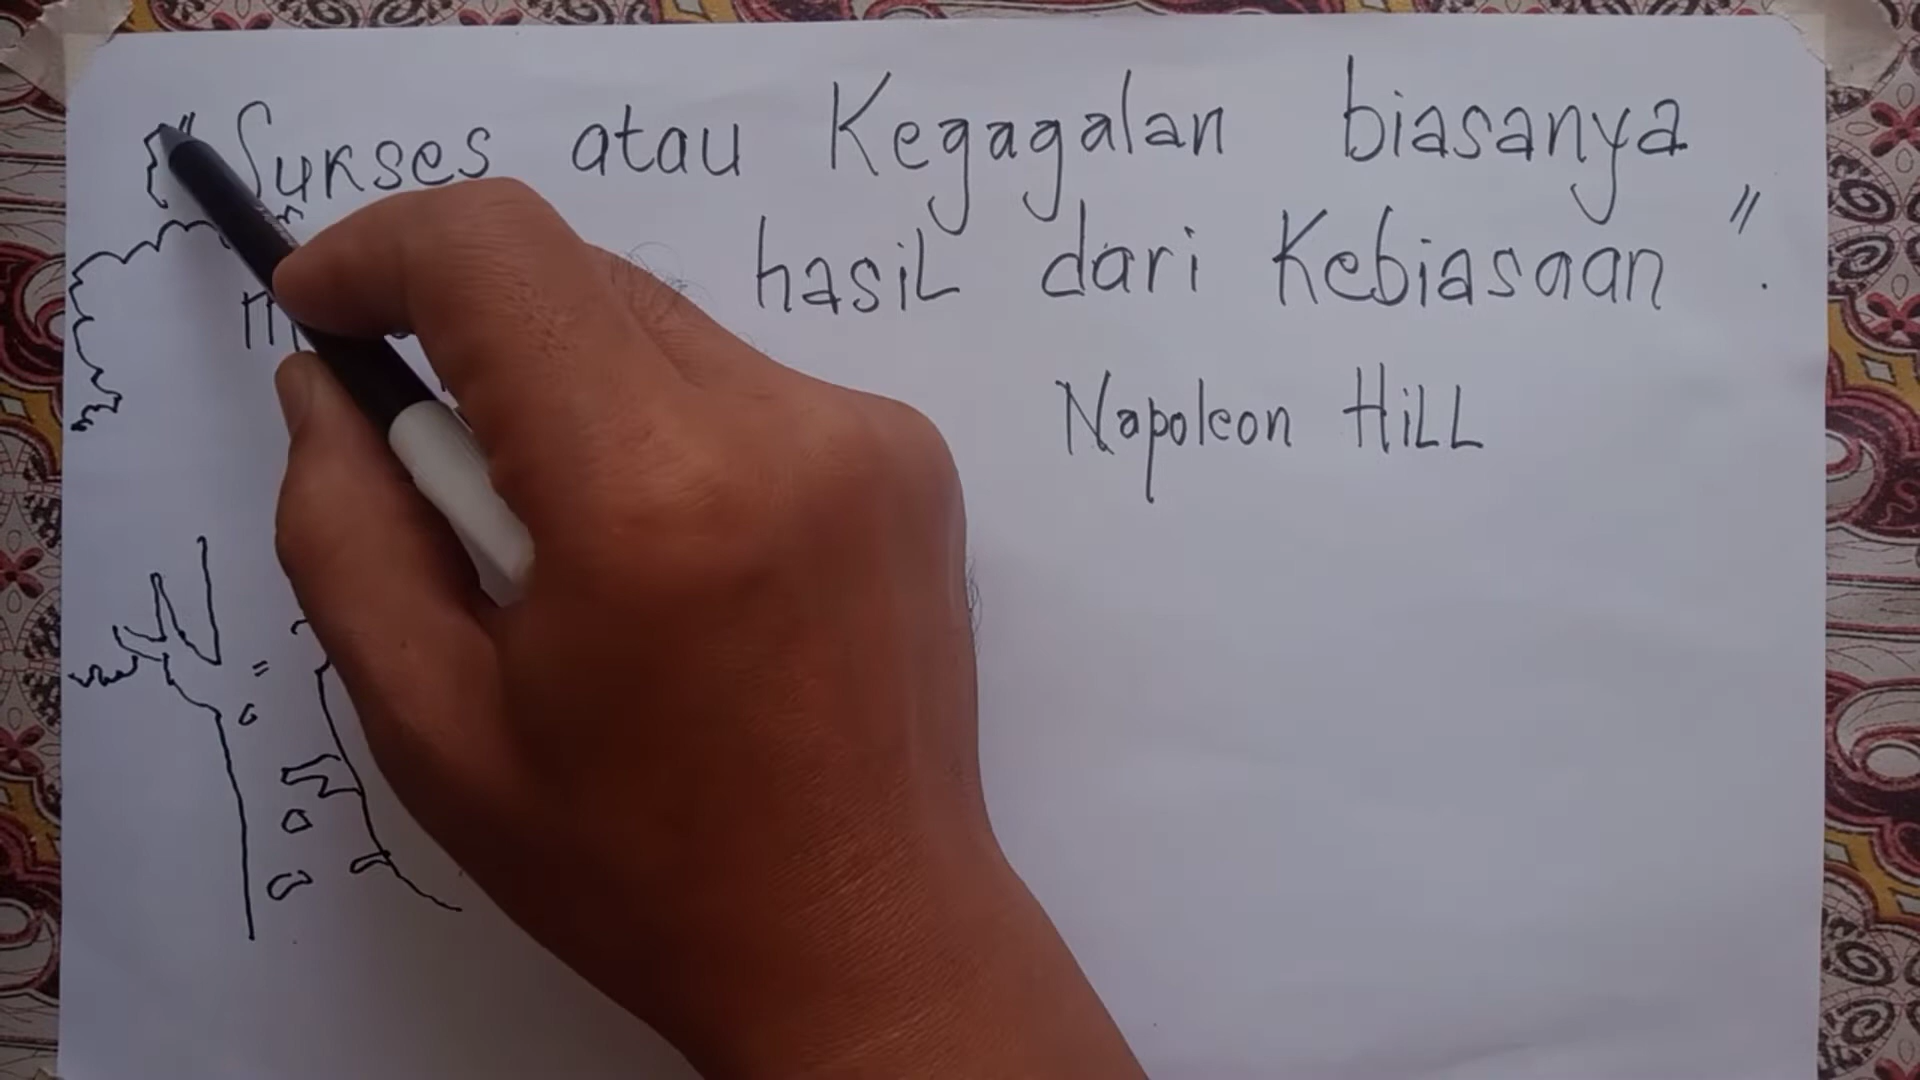 "Sukses atau Kegagalan biasanya
hasil dari Kebiasaan".
Napoleon Hill